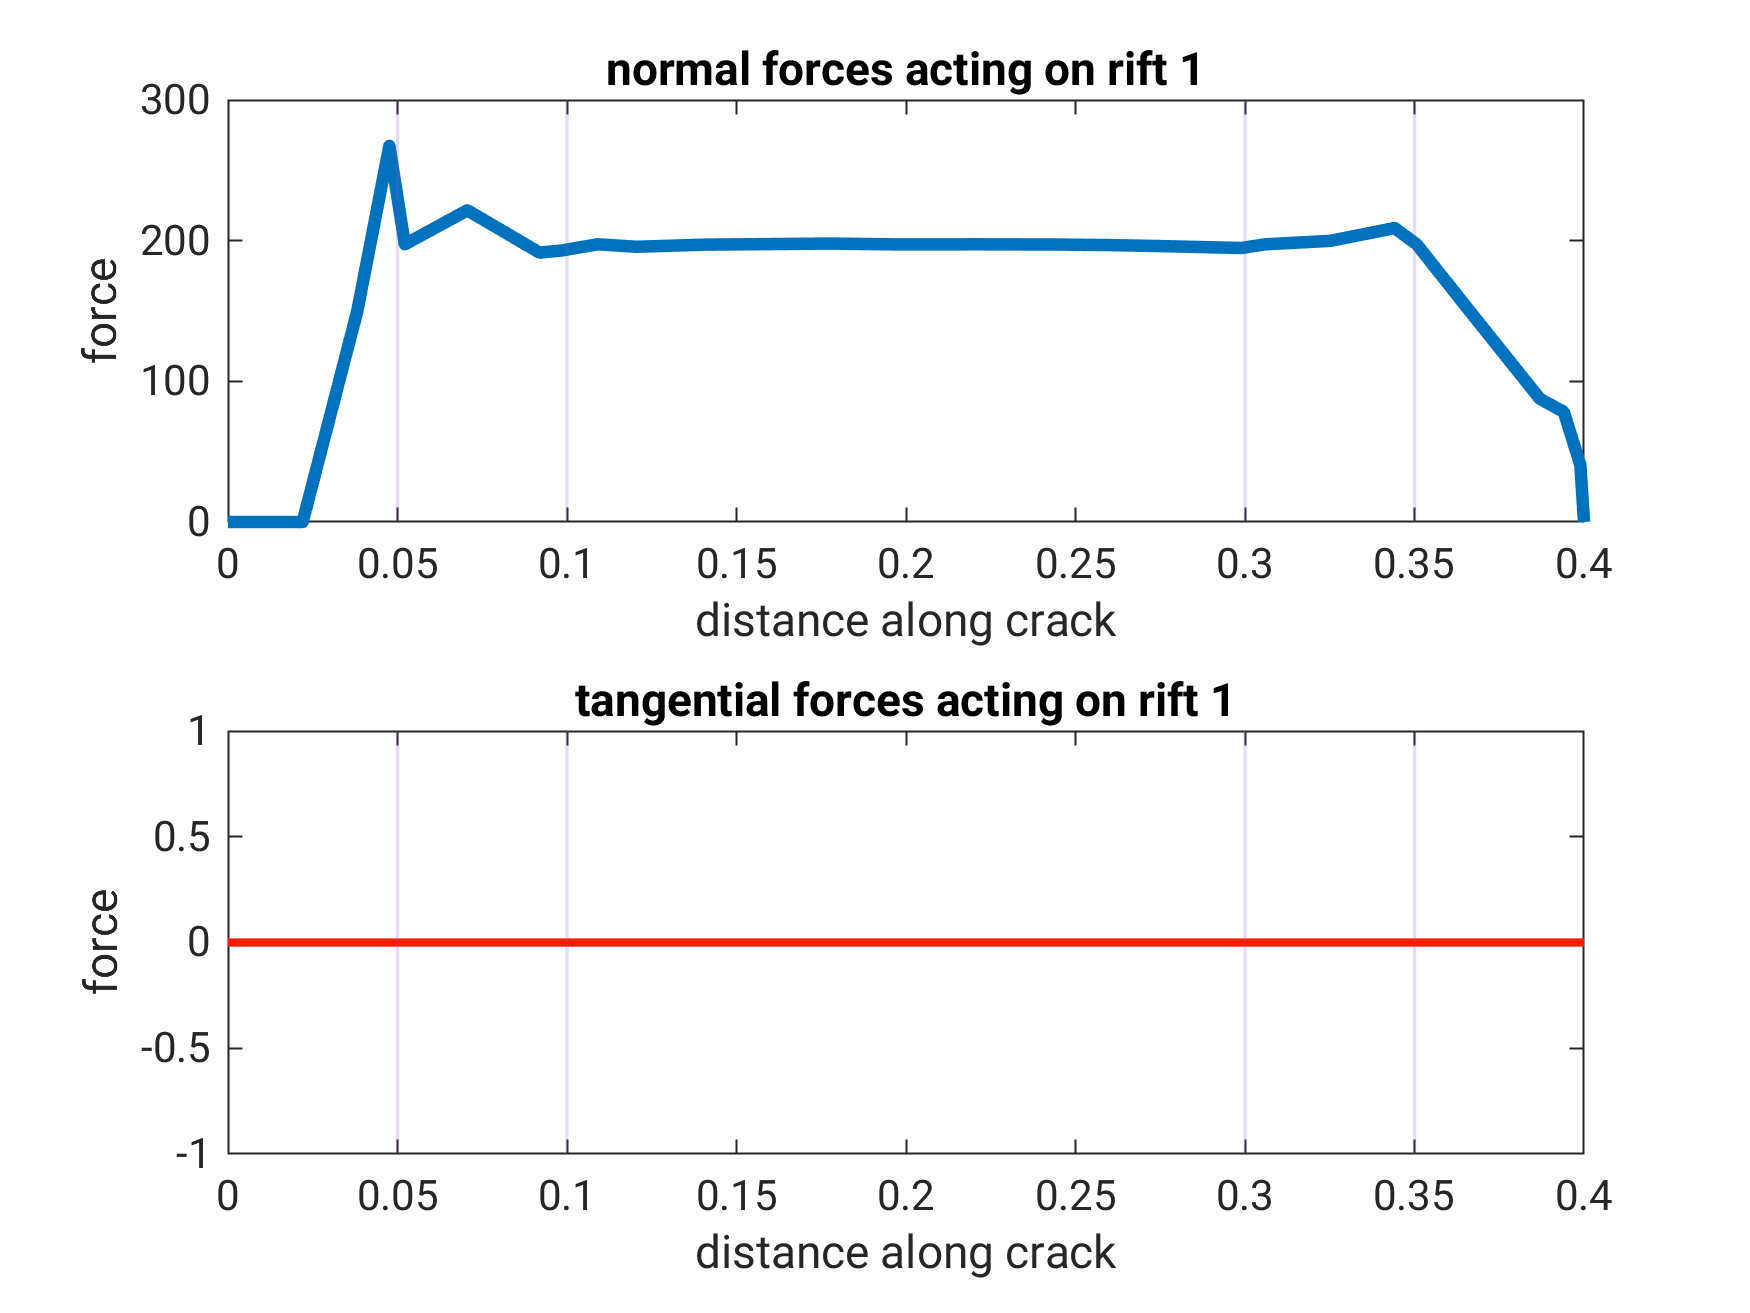 normal forces acting on rift 1
300
200
100
0
force
0 0.05 0.1 0.15 0.2 0.25 0.3 0.35 0.4
distance along crack
tangential forces acting on rift 1
1
0.5
0
-0.5
-1
force
0 0.05 0.1 0.15 0.2 0.25 0.3 0.35 0.4
distance along crack